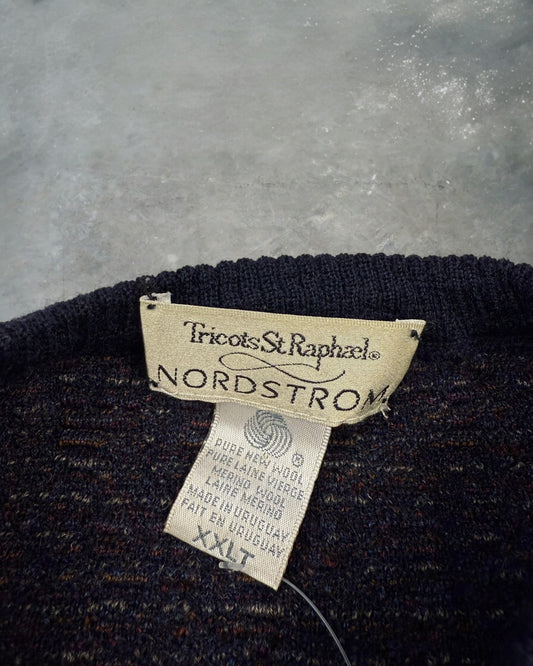 Tricots St Raphael®
NORDSTROM
®
PURE NEW WOOL
PURE LAINE VIERGE
MERINO WOOL
LAINE MERINO
MADE IN URUGUAY
FAIT EN URUGUAY
XXLT